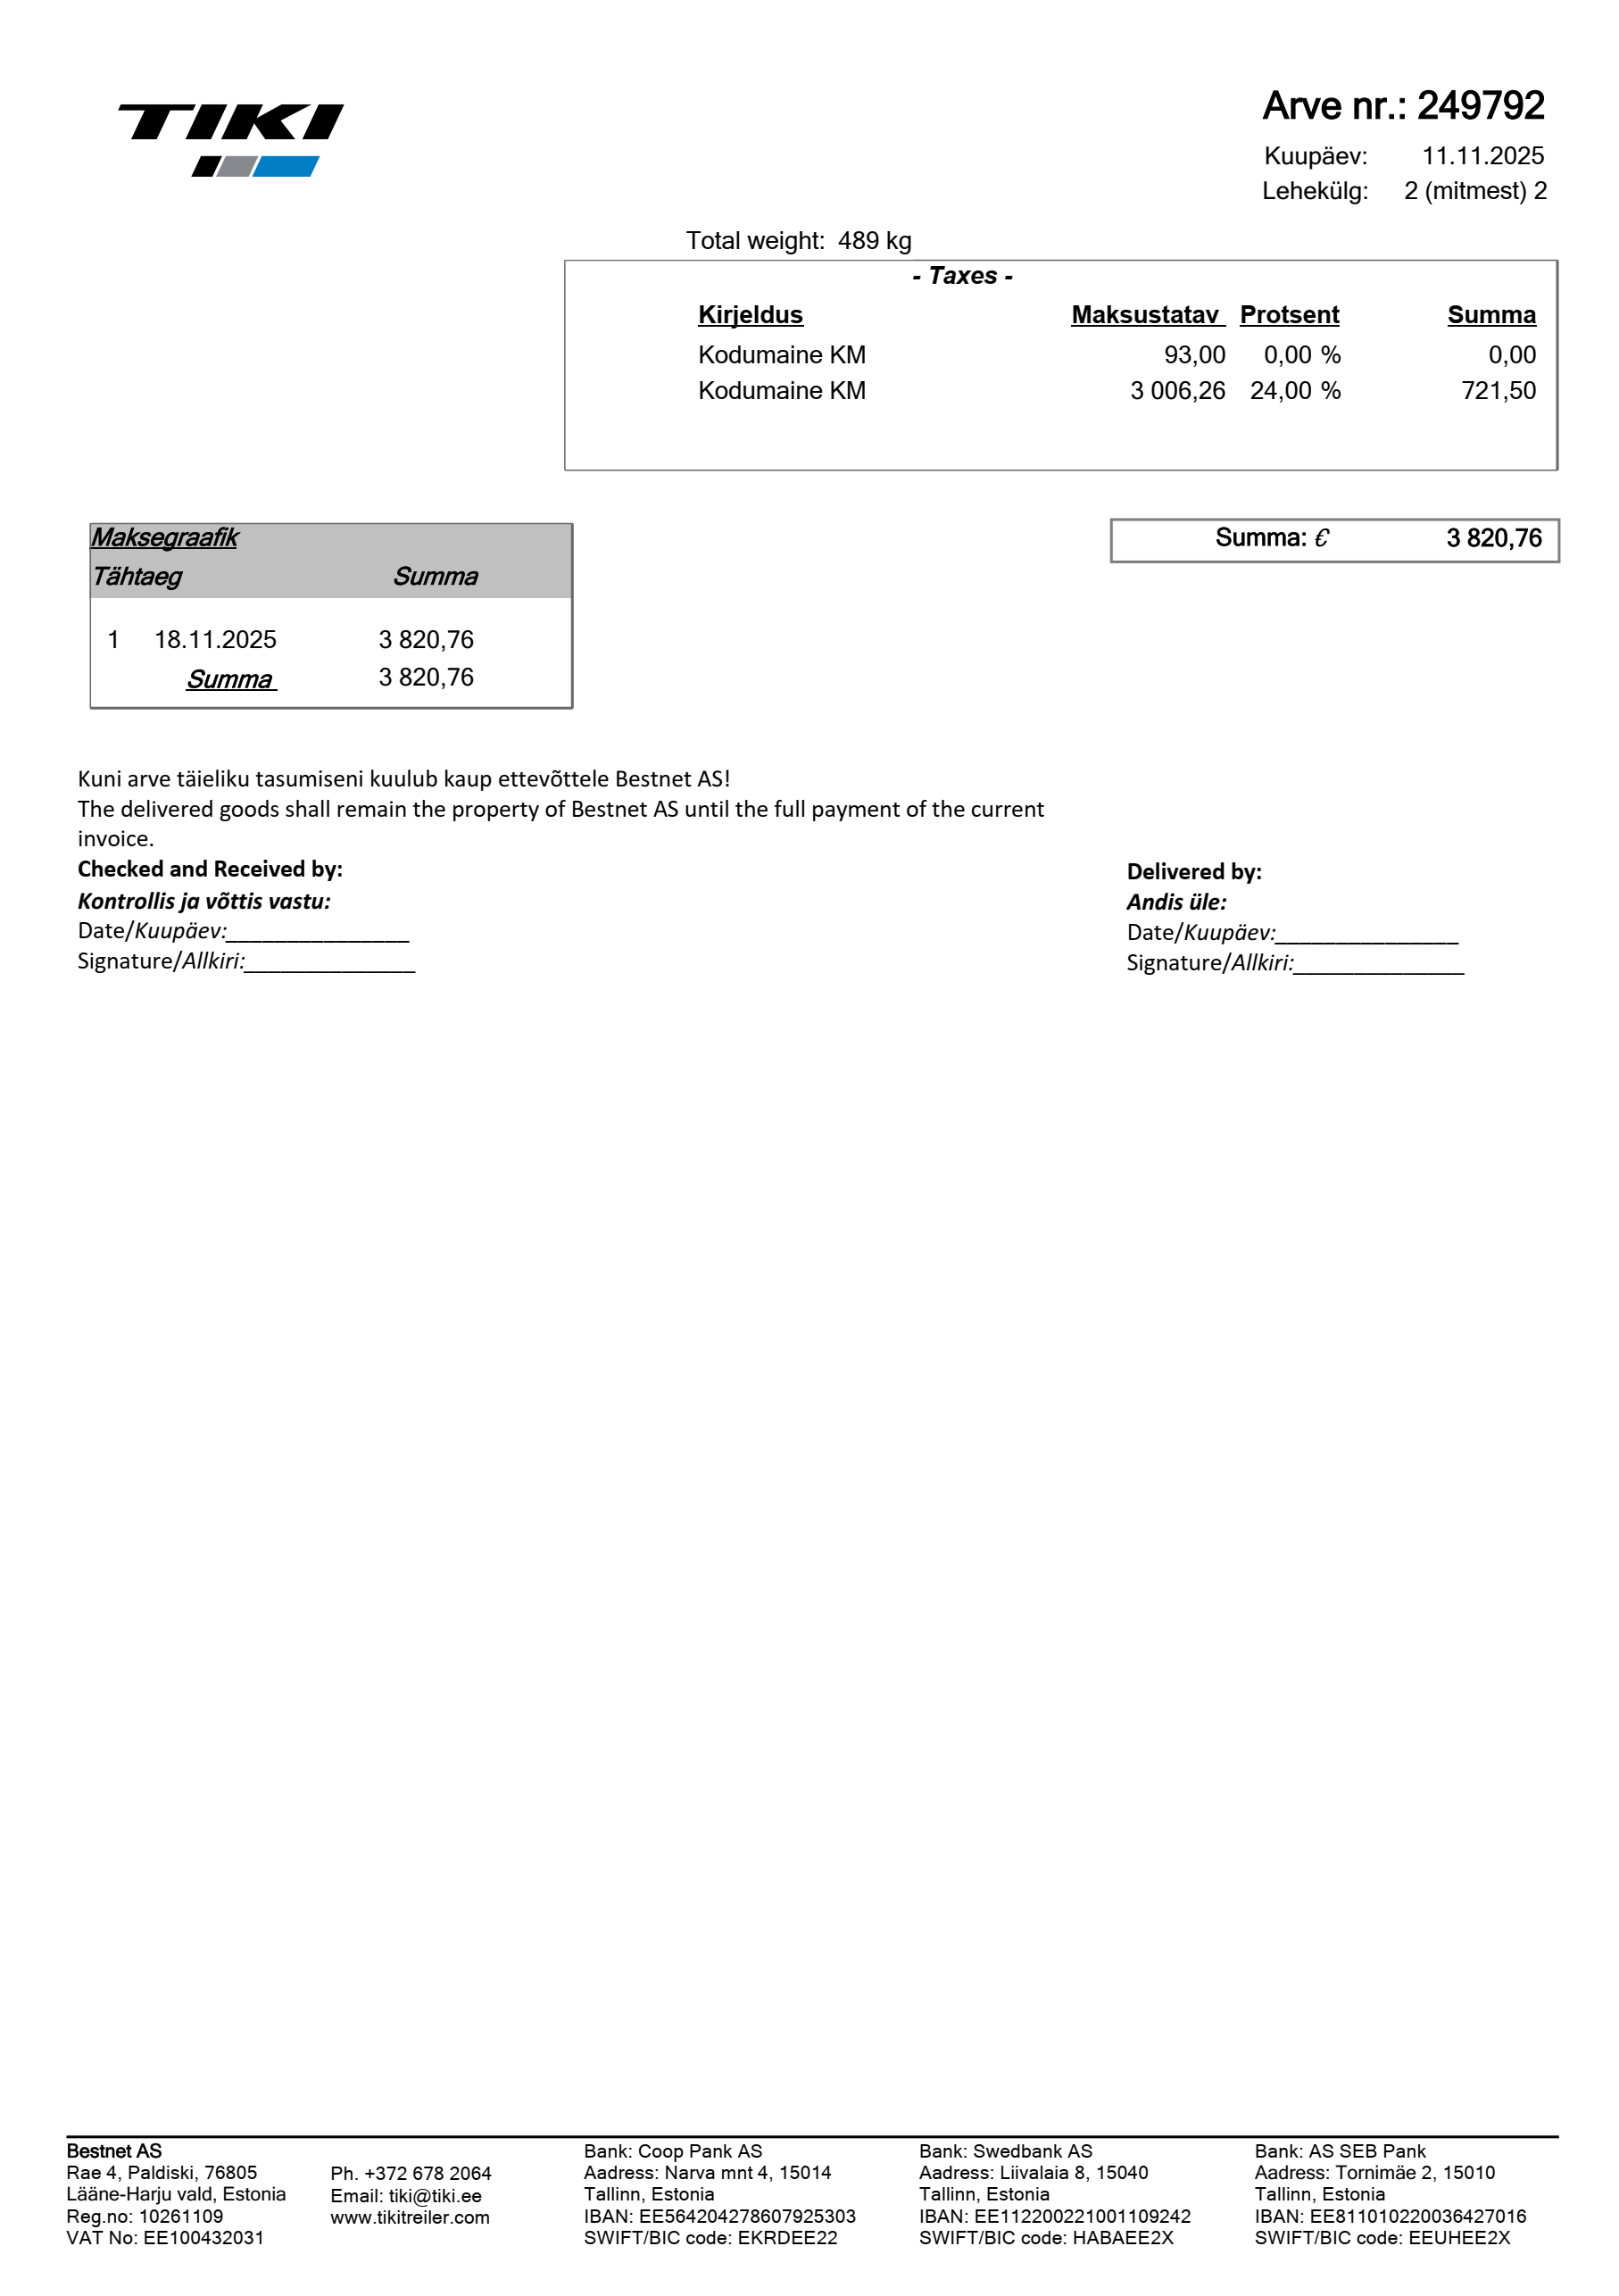 TIKI
Arve nr.: 249792
Kuupäev: 11.11.2025
Lehekülg: 2 (mitmest) 2
Total weight: 489 kg
- Taxes -
Kirjeldus Maksustatav Protsent Summa
Kodumaine KM 93,00 0,00 % 0,00
Kodumaine KM 3 006,26 24,00 % 721,50
Summa: € 3 820,76
Maksegraafik
Tähtaeg Summa
1 18.11.2025 3 820,76
Summa 3 820,76
Kuni arve täieliku tasumiseni kuulub kaup ettevõttele Bestnet AS!
The delivered goods shall remain the property of Bestnet AS until the full payment of the current
invoice.
Checked and Received by:
Kontrollis ja võttis vastu:
Date/Kuupäev:_______________
Signature/Allkiri:______________
Delivered by:
Andis üle:
Date/Kuupäev:_______________
Signature/Allkiri:______________
Bestnet AS
Rae 4, Paldiski, 76805
Lääne-Harju vald, Estonia
Reg.no: 10261109
VAT No: EE100432031
Ph. +372 678 2064
Email: tiki@tiki.ee
www.tikitreiler.com
Bank: Coop Pank AS
Aadress: Narva mnt 4, 15014
Tallinn, Estonia
IBAN: EE564204278607925303
SWIFT/BIC code: EKRDEE22
Bank: Swedbank AS
Aadress: Liivalaia 8, 15040
Tallinn, Estonia
IBAN: EE112200221001109242
SWIFT/BIC code: HABAEE2X
Bank: AS SEB Pank
Aadress: Tornimäe 2, 15010
Tallinn, Estonia
IBAN: EE811010220036427016
SWIFT/BIC code: EEUHEE2X